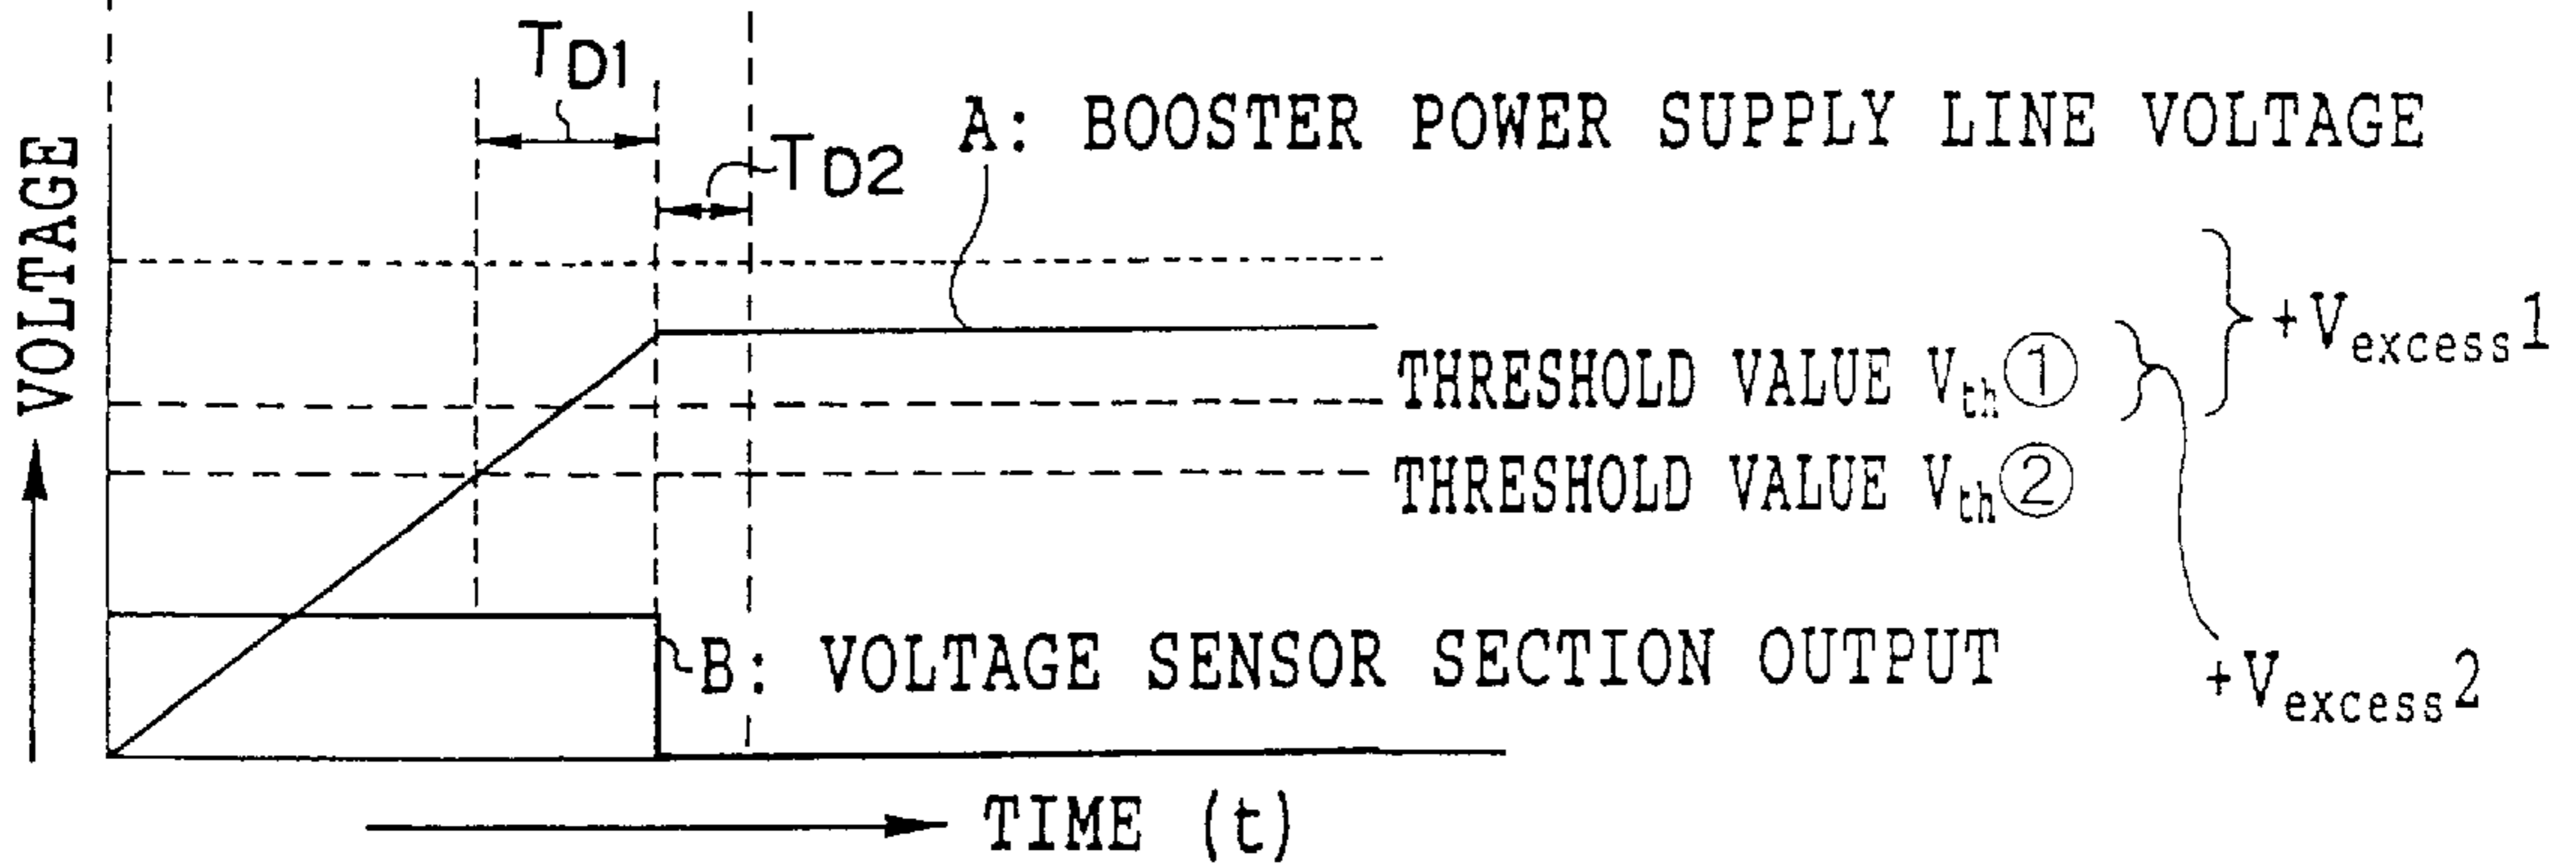 TD1
TD2
A: BOOSTER POWER SUPPLY LINE VOLTAGE
VOLTAGE
+Vexcess1
THRESHOLD VALUE Vth①
THRESHOLD VALUE Vth②
B: VOLTAGE SENSOR SECTION OUTPUT
+Vexcess2
TIME (t)